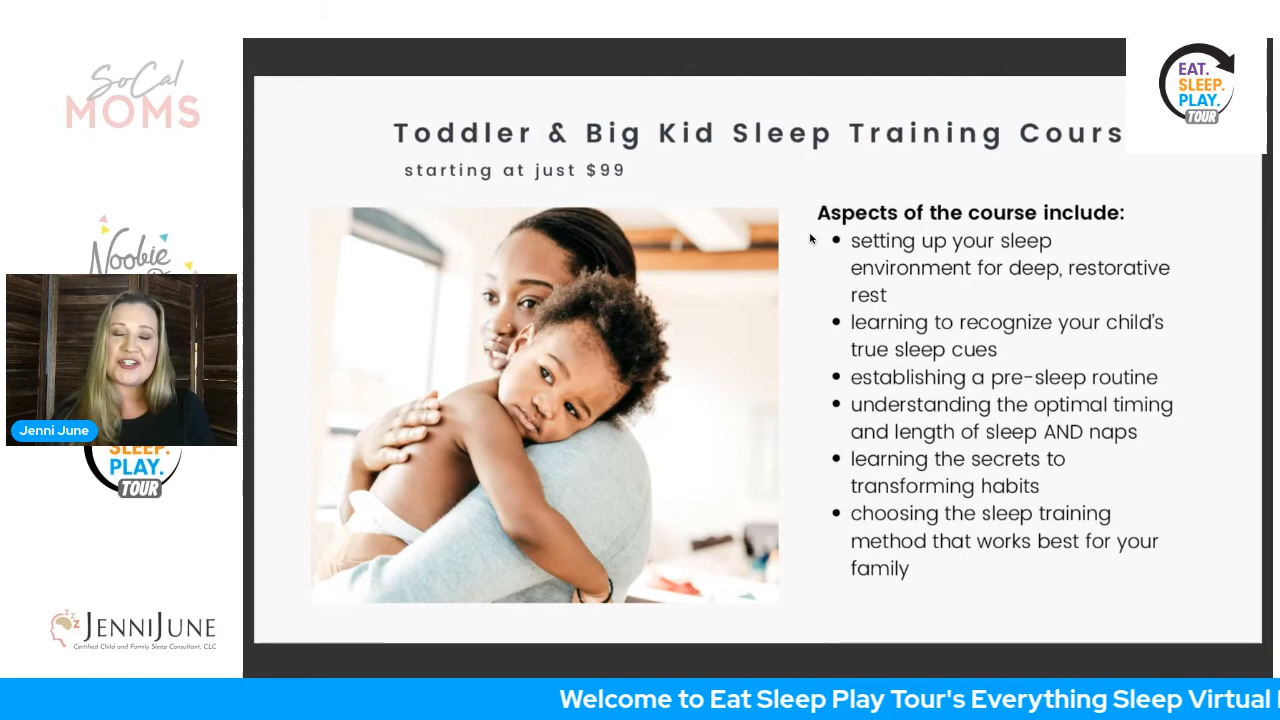 SoCal
MOMS
Noobie
Jenni June
SLEEP.
PLAY.
TOUR
JENNIJUNE
Certified Child and Family Sleep Consultant, CLC
Toddler & Big Kid Sleep Training Cours
starting at just $99
EAT.
SLEEP.
PLAY.
TOUR
Aspects of the course include:
• setting up your sleep
environment for deep, restorative
rest
• learning to recognize your child's
true sleep cues
• establishing a pre-sleep routine
• understanding the optimal timing
and length of sleep AND naps
• learning the secrets to
transforming habits
• choosing the sleep training
method that works best for your
family
Welcome to Eat Sleep Play Tour's Everything Sleep Virtual